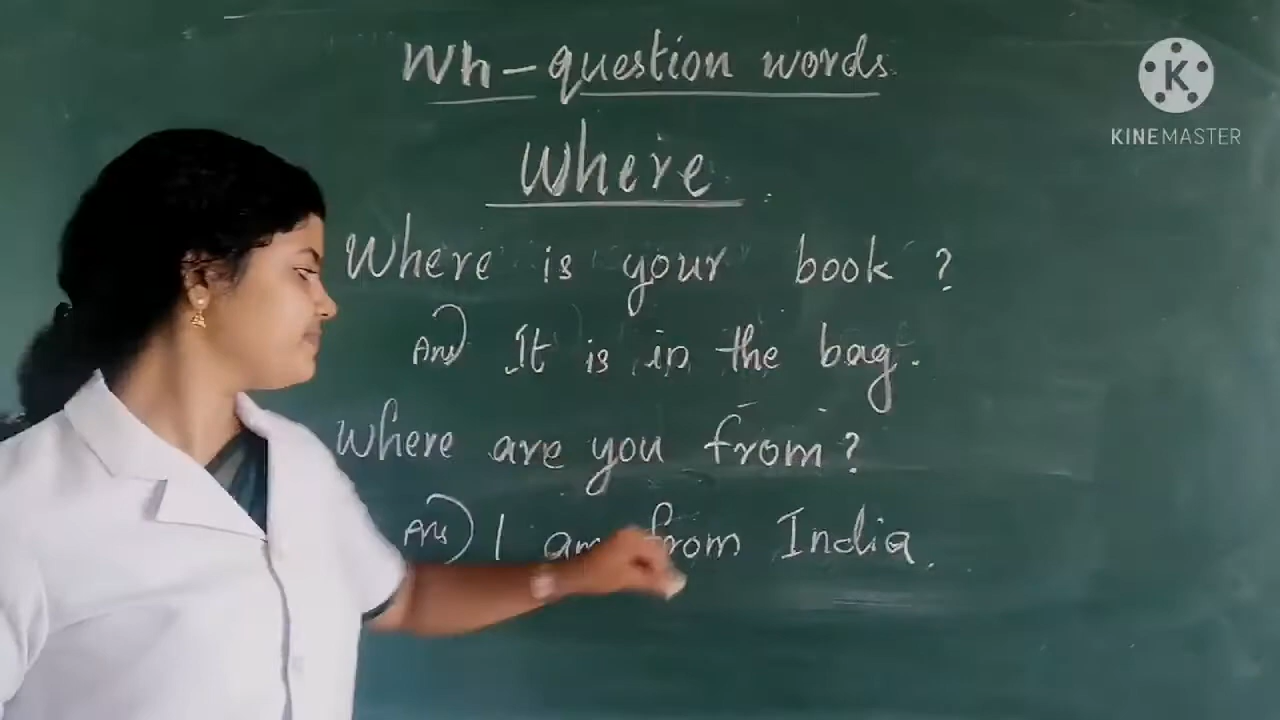 Wh - question words.
Where
Where is your book ?
Ans) It is in the bag.
Where are you from ?
Ans) I am from India.
K
KINEMASTER